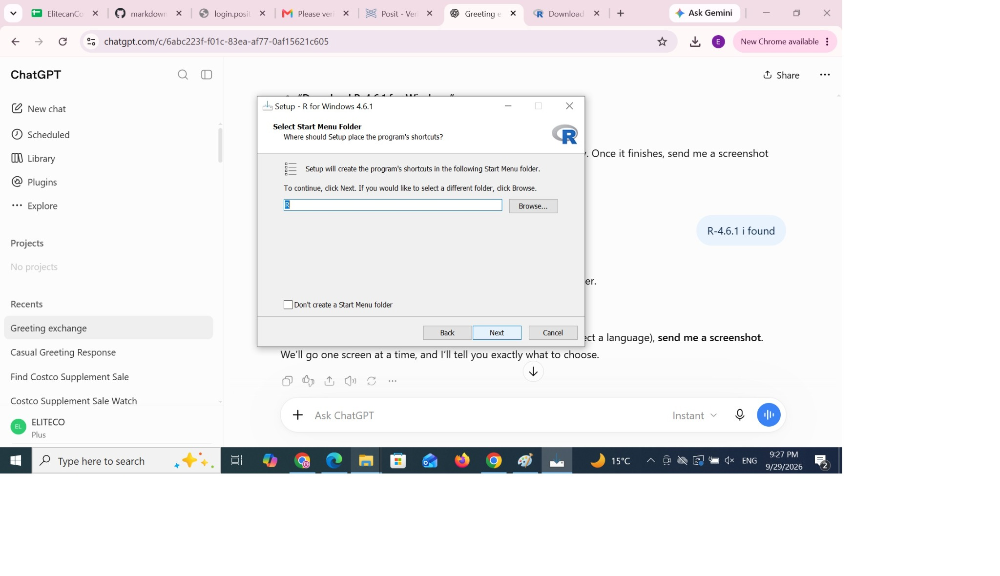 ElitecanCo
markdown
login.posit
Please veri
Posit - Veri
Greeting e
Download
Ask Gemini
chatgpt.com/c/6abc223f-f01c-83ea-af77-0af15621c605
E
New Chrome available
ChatGPT
Share
New chat
Scheduled
Library
Plugins
Explore
Projects
No projects
Recents
Greeting exchange
Casual Greeting Response
Find Costco Supplement Sale
Costco Supplement Sale Watch
EL
ELITECO
Plus
Setup - R for Windows 4.6.1
Select Start Menu Folder
Where should Setup place the program's shortcuts?
R
Setup will create the program's shortcuts in the following Start Menu folder.
To continue, click Next. If you would like to select a different folder, click Browse.
R
Browse...
Don't create a Start Menu folder
Back
Next
Cancel
. Once it finishes, send me a screenshot
R-4.6.1 i found
er.
ect a language), send me a screenshot.
We'll go one screen at a time, and I'll tell you exactly what to choose.
Ask ChatGPT
Instant
Type here to search
15°C
ENG
9:27 PM
9/29/2026
2